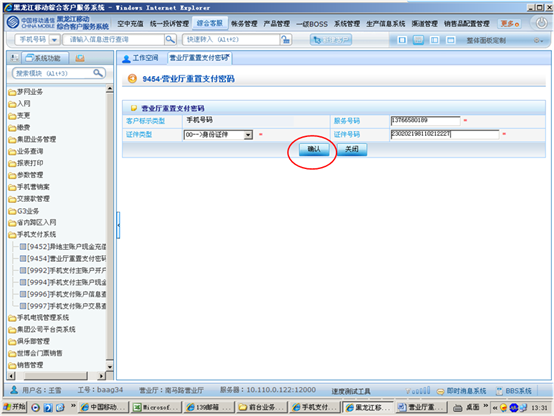 黑龙江移动综合客户服务系统 - Windows Internet Explorer
中国移动通信 CHINA MOBILE 黑龙江移动 综合客户服务系统
空中充值 统一投诉管理 综合客服 帐务管理 产品管理 一级BOSS 系统管理 生产信息系统 渠道管理 销售品配置管理 更多
手机号码 请输入信息进行查询 快速转入 (Alt+2) 整体面板定制
系统功能 工作空间 营业厅重置支付密码
搜索模块 (Alt+3)
9454-营业厅重置支付密码
梦网业务
入网
变更
缴费
集团业务管理
业务查询
报表打印
参数管理
手机营销案
交接款管理
G3业务
省内跨区入网
手机支付系统
[9452]异地主账户现金充值
[9454]营业厅重置支付密码
[9992]手机支付主账户开户
[9994]手机支付主账户现金
[9996]手机支付账户信息查
[9997]手机支付账户交易查
手机电视管理系统
集团公司平台类系统
俱乐部管理
世博会门票销售
销售管理
营业厅重置支付密码
客户标示类型 手机号码 服务号码 13766580189 *
证件类型 00-->身份证件 * 证件号码 230202198110212227 *
确认 关闭
用户名：王雪 工号：baag34 营业厅：南马路营业厅 服务器：10.110.0.122:12000 速度测试工具 即时消息系统 BBS系统
开始 中国移动... Microsof... 139邮箱... 前台业务... 手机支付... 黑龙江移... 营业厅重... 桌面 13:31